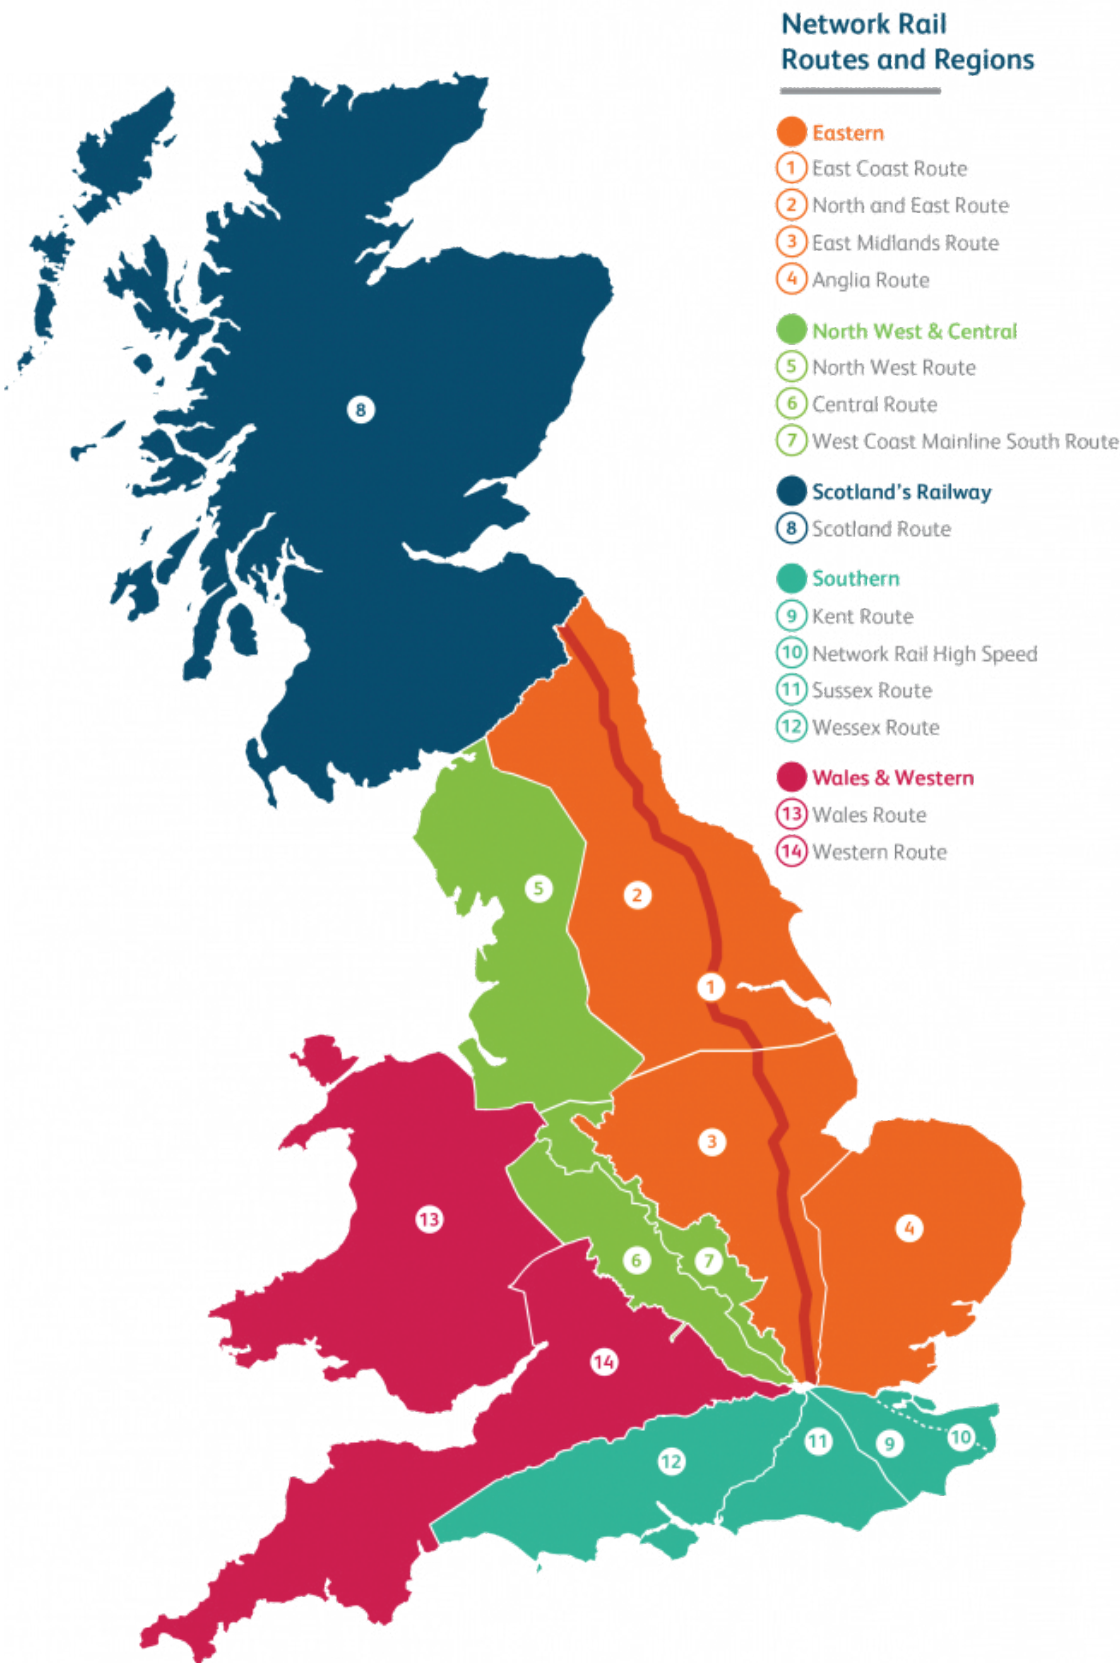 Network Rail
Routes and Regions
Eastern
1 East Coast Route
2 North and East Route
3 East Midlands Route
4 Anglia Route
North West & Central
5 North West Route
6 Central Route
7 West Coast Mainline South Route
Scotland's Railway
8 Scotland Route
Southern
9 Kent Route
10 Network Rail High Speed
11 Sussex Route
12 Wessex Route
Wales & Western
13 Wales Route
14 Western Route
8
5
2
1
3
13
4
6
7
14
12
11
9
10